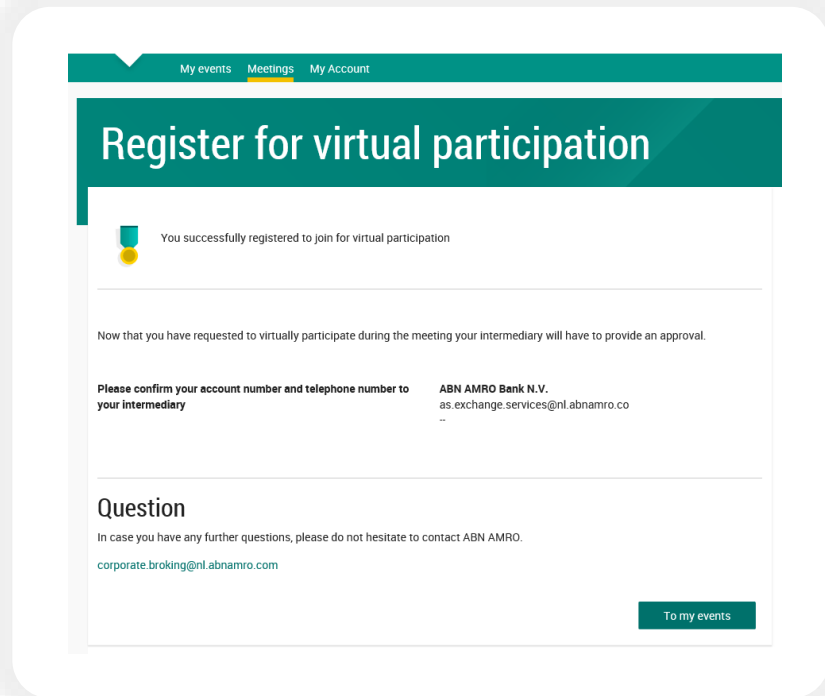 My events Meetings My Account
Register for virtual participation
You successfully registered to join for virtual participation
Now that you have requested to virtually participate during the meeting your intermediary will have to provide an approval.
Please confirm your account number and telephone number to
your intermediary
ABN AMRO Bank N.V.
as.exchange.services@nl.abnamro.co
--
Question
In case you have any further questions, please do not hesitate to contact ABN AMRO.
corporate.broking@nl.abnamro.com
To my events